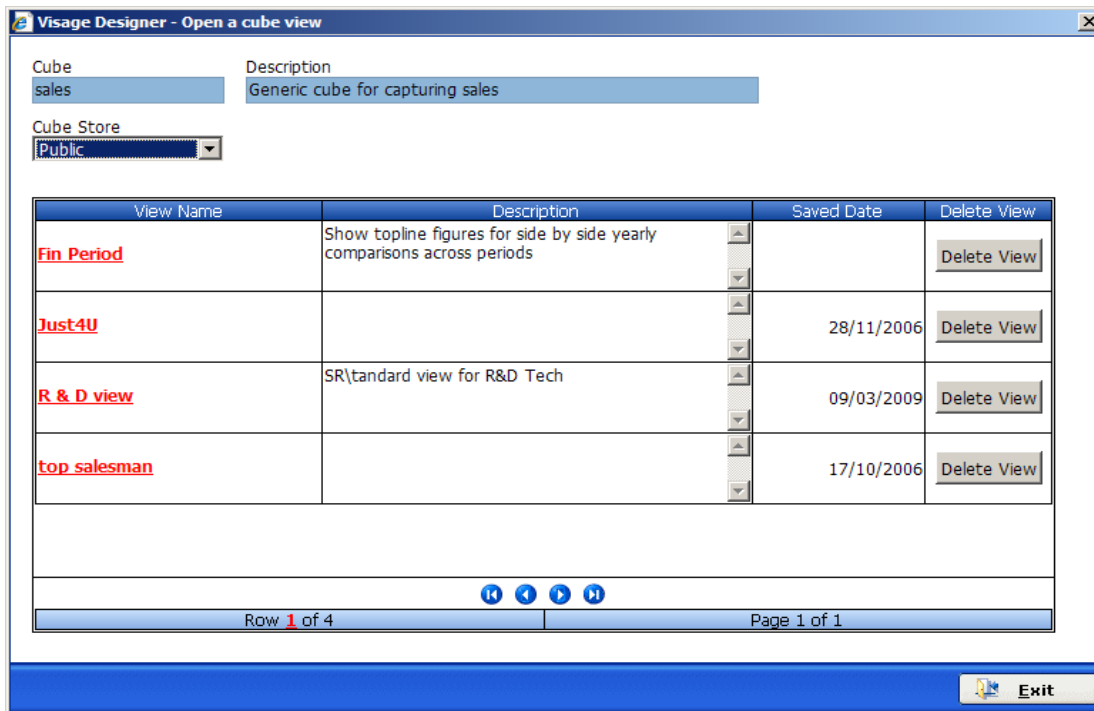 Visage Designer - Open a cube view
Cube Description
sales Generic cube for capturing sales
Cube Store
Public
View Name Description Saved Date Delete View
Fin Period Show topline figures for side by side yearly
comparisons across periods Delete View
Just4U 28/11/2006 Delete View
R & D view SR\tandard view for R&D Tech 09/03/2009 Delete View
top salesman 17/10/2006 Delete View
Row 1 of 4 Page 1 of 1
Exit